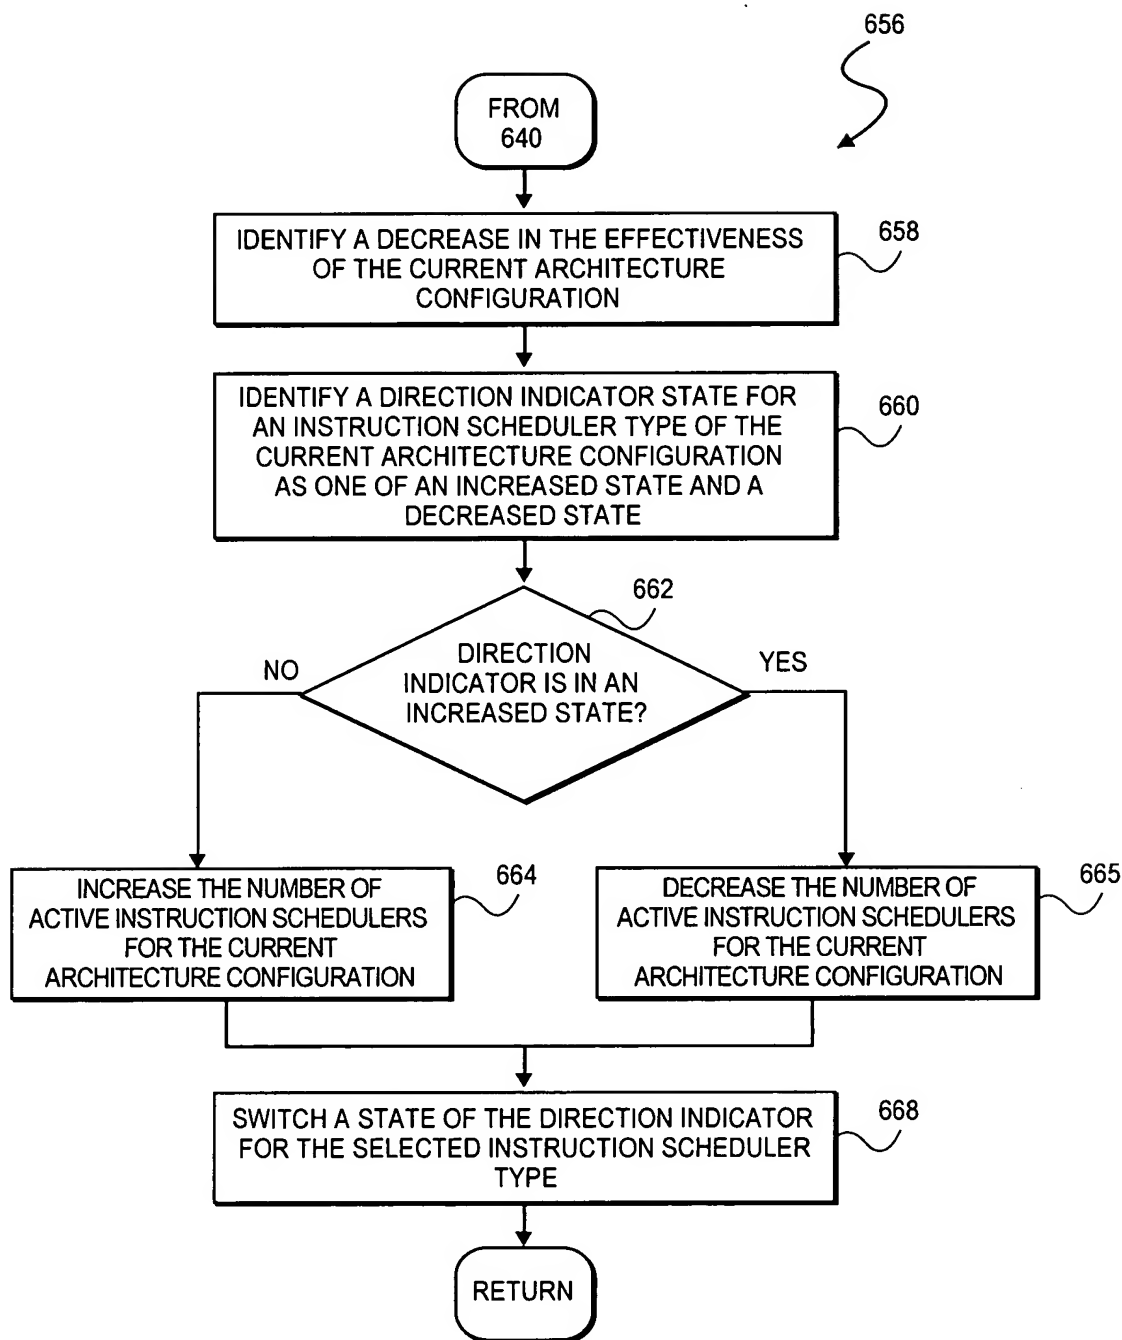 656
FROM
640
IDENTIFY A DECREASE IN THE EFFECTIVENESS
OF THE CURRENT ARCHITECTURE
CONFIGURATION
658
IDENTIFY A DIRECTION INDICATOR STATE FOR
AN INSTRUCTION SCHEDULER TYPE OF THE
CURRENT ARCHITECTURE CONFIGURATION
AS ONE OF AN INCREASED STATE AND A
DECREASED STATE
660
662
DIRECTION
INDICATOR IS IN AN
INCREASED STATE?
NO
YES
INCREASE THE NUMBER OF
ACTIVE INSTRUCTION SCHEDULERS
FOR THE CURRENT
ARCHITECTURE CONFIGURATION
664
DECREASE THE NUMBER OF
ACTIVE INSTRUCTION SCHEDULERS
FOR THE CURRENT
ARCHITECTURE CONFIGURATION
665
SWITCH A STATE OF THE DIRECTION INDICATOR
FOR THE SELECTED INSTRUCTION SCHEDULER
TYPE
668
RETURN